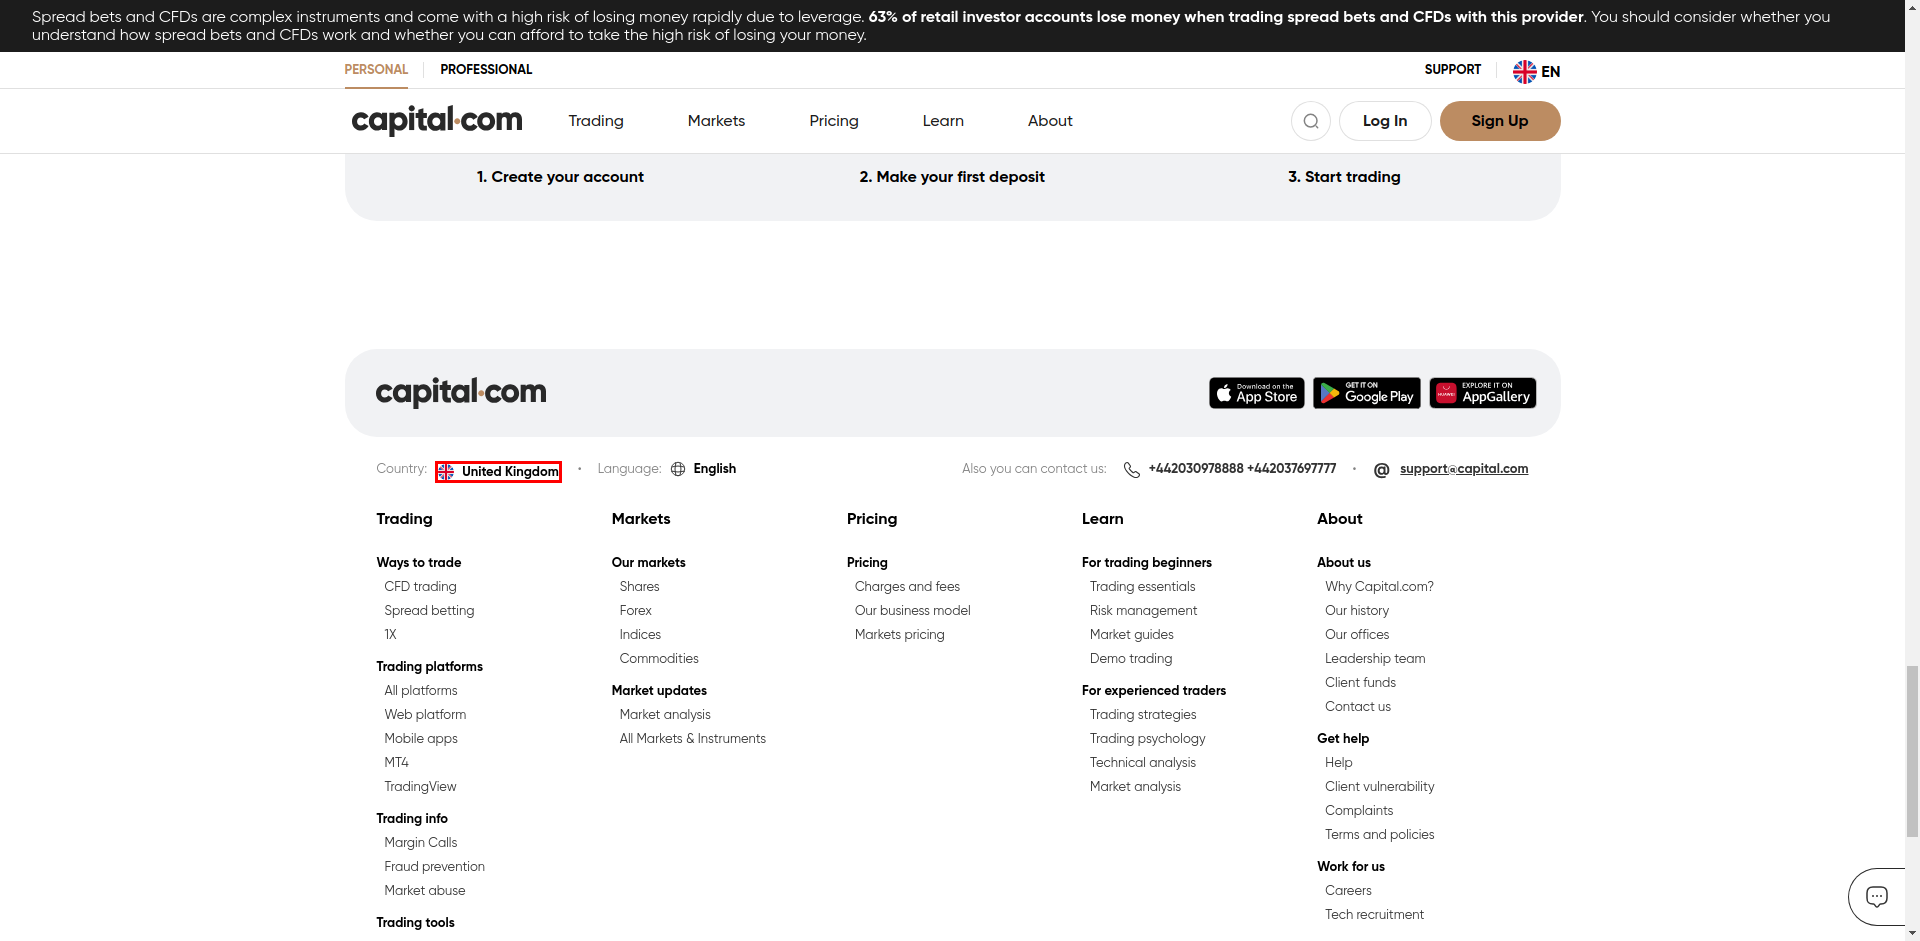 Spread bets and CFDs are complex instruments and come with a high risk of losing money rapidly due to leverage. 63% of retail investor accounts lose money when trading spread bets and CFDs with this provider. You should consider whether you
understand how spread bets and CFDs work and whether you can afford to take the high risk of losing your money.
PERSONAL PROFESSIONAL SUPPORT EN
capital.com Trading Markets Pricing Learn About Log In Sign Up
1. Create your account 2. Make your first deposit 3. Start trading
capital.com
Download on the App Store
GET IT ON Google Play
HUAWEI EXPLORE IT ON AppGallery
Country: United Kingdom • Language: English Also you can contact us: +442030978888 +442037697777 • @ support@capital.com
Trading
Ways to trade
CFD trading
Spread betting
1X
Trading platforms
All platforms
Web platform
Mobile apps
MT4
TradingView
Trading info
Margin Calls
Fraud prevention
Market abuse
Trading tools
Markets
Our markets
Shares
Forex
Indices
Commodities
Market updates
Market analysis
All Markets & Instruments
Pricing
Pricing
Charges and fees
Our business model
Markets pricing
Learn
For trading beginners
Trading essentials
Risk management
Market guides
Demo trading
For experienced traders
Trading strategies
Trading psychology
Technical analysis
Market analysis
About
About us
Why Capital.com?
Our history
Our offices
Leadership team
Client funds
Contact us
Get help
Help
Client vulnerability
Complaints
Terms and policies
Work for us
Careers
Tech recruitment